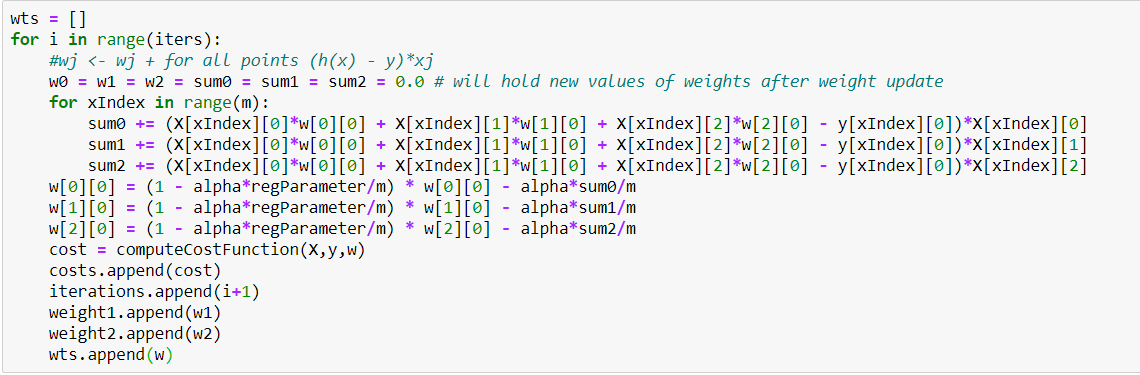 wts = []
for i in range(iters):
    #wj <- wj + for all points (h(x) - y)*xj
    w0 = w1 = w2 = sum0 = sum1 = sum2 = 0.0 # will hold new values of weights after weight update
    for xIndex in range(m):
        sum0 += (X[xIndex][0]*w[0][0] + X[xIndex][1]*w[1][0] + X[xIndex][2]*w[2][0] - y[xIndex][0])*X[xIndex][0]
        sum1 += (X[xIndex][0]*w[0][0] + X[xIndex][1]*w[1][0] + X[xIndex][2]*w[2][0] - y[xIndex][0])*X[xIndex][1]
        sum2 += (X[xIndex][0]*w[0][0] + X[xIndex][1]*w[1][0] + X[xIndex][2]*w[2][0] - y[xIndex][0])*X[xIndex][2]
    w[0][0] = (1 - alpha*regParameter/m) * w[0][0] - alpha*sum0/m
    w[1][0] = (1 - alpha*regParameter/m) * w[1][0] - alpha*sum1/m
    w[2][0] = (1 - alpha*regParameter/m) * w[2][0] - alpha*sum2/m
    cost = computeCostFunction(X,y,w)
    costs.append(cost)
    iterations.append(i+1)
    weight1.append(w1)
    weight2.append(w2)
    wts.append(w)